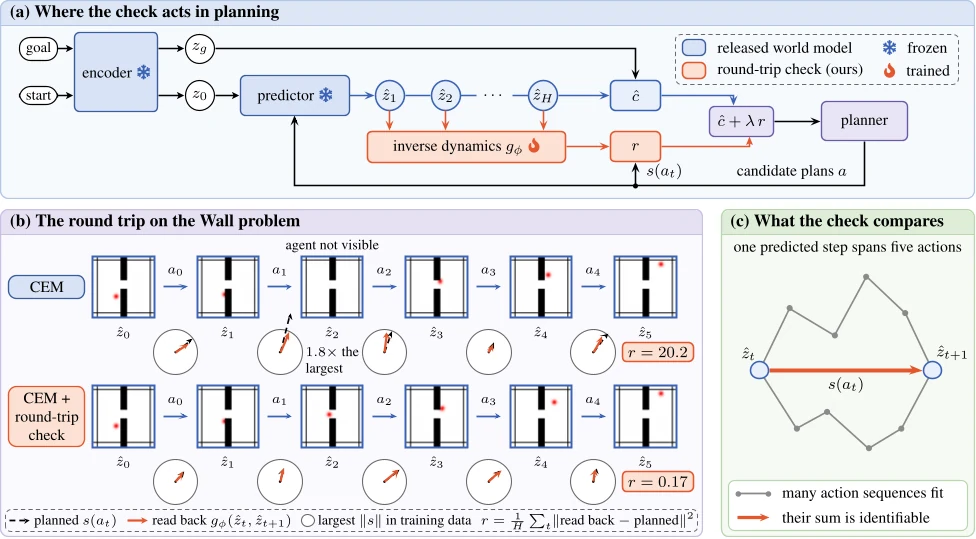 (a) Where the check acts in planning
goal
start
encoder
z_g
z_0
predictor
ẑ_1
ẑ_2
· · ·
ẑ_H
ĉ
inverse dynamics g_ϕ
r
s(a_t)
ĉ + λ r
planner
candidate plans a
released world model
frozen
round-trip check (ours)
trained
(b) The round trip on the Wall problem
agent not visible
CEM
a_0
a_1
a_2
a_3
a_4
ẑ_0
ẑ_1
ẑ_2
ẑ_3
ẑ_4
ẑ_5
1.8× the
largest
r = 20.2
CEM +
round-trip
check
a_0
a_1
a_2
a_3
a_4
ẑ_0
ẑ_1
ẑ_2
ẑ_3
ẑ_4
ẑ_5
r = 0.17
planned s(a_t)
read back g_ϕ(ẑ_t, ẑ_{t+1})
largest ‖s‖ in training data
r = 1/H ∑_t ‖read back − planned‖²
(c) What the check compares
one predicted step spans five actions
ẑ_t
ẑ_{t+1}
s(a_t)
many action sequences fit
their sum is identifiable